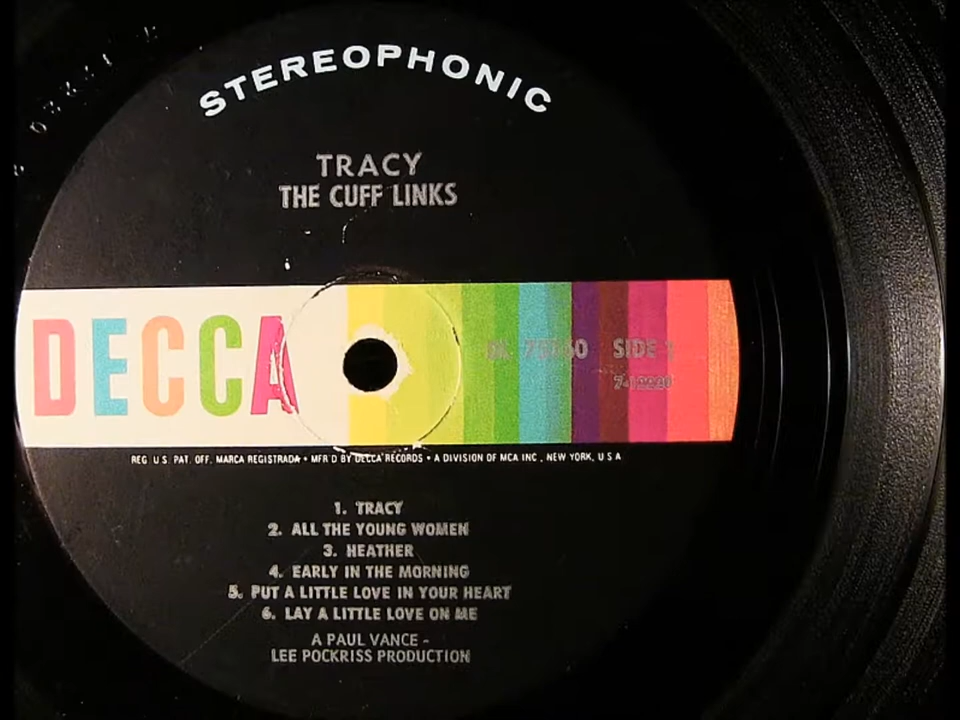 STEREOPHONIC
TRACY
THE CUFF LINKS
DECCA
SIDE
REG. U.S. PAT. OFF. MARCA REGISTRADA • MFR'D BY DECCA RECORDS • A DIVISION OF MCA INC., NEW YORK, U.S.A
1. TRACY
2. ALL THE YOUNG WOMEN
3. HEATHER
4. EARLY IN THE MORNING
5. PUT A LITTLE LOVE IN YOUR HEART
6. LAY A LITTLE LOVE ON ME
A PAUL VANCE -
LEE POCKRISS PRODUCTION